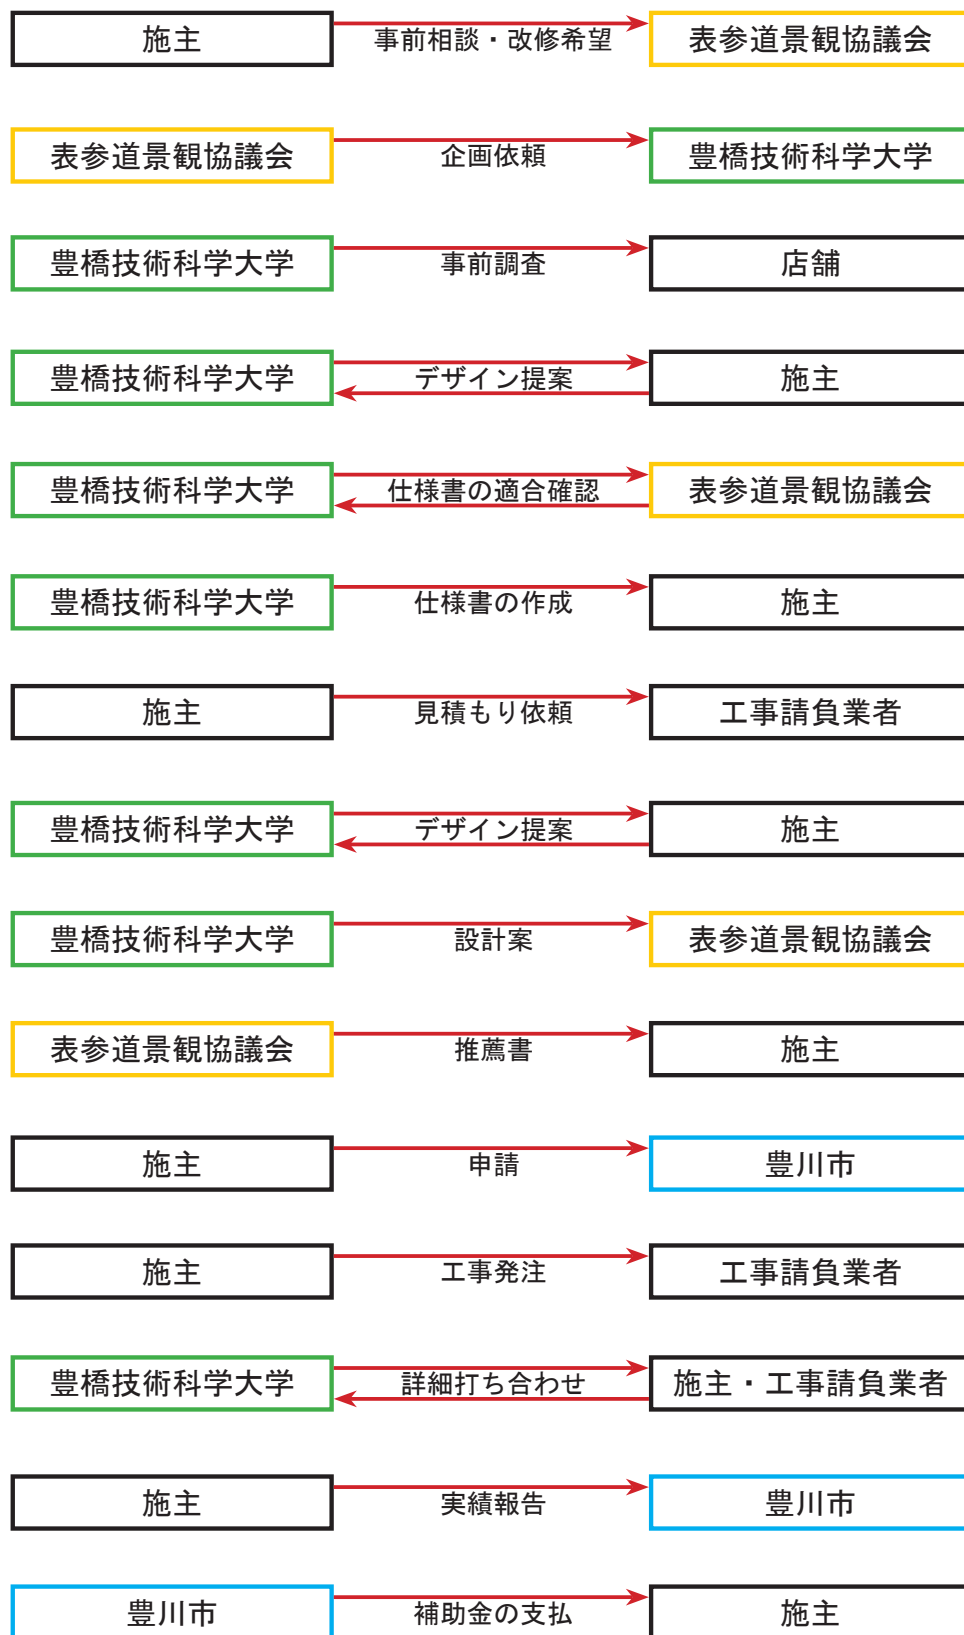 施主 事前相談・改修希望 表参道景観協議会
表参道景観協議会 企画依頼 豊橋技術科学大学
豊橋技術科学大学 事前調査 店舗
豊橋技術科学大学 デザイン提案 施主
豊橋技術科学大学 仕様書の適合確認 表参道景観協議会
豊橋技術科学大学 仕様書の作成 施主
施主 見積もり依頼 工事請負業者
豊橋技術科学大学 デザイン提案 施主
豊橋技術科学大学 設計案 表参道景観協議会
表参道景観協議会 推薦書 施主
施主 申請 豊川市
施主 工事発注 工事請負業者
豊橋技術科学大学 詳細打ち合わせ 施主・工事請負業者
施主 実績報告 豊川市
豊川市 補助金の支払 施主